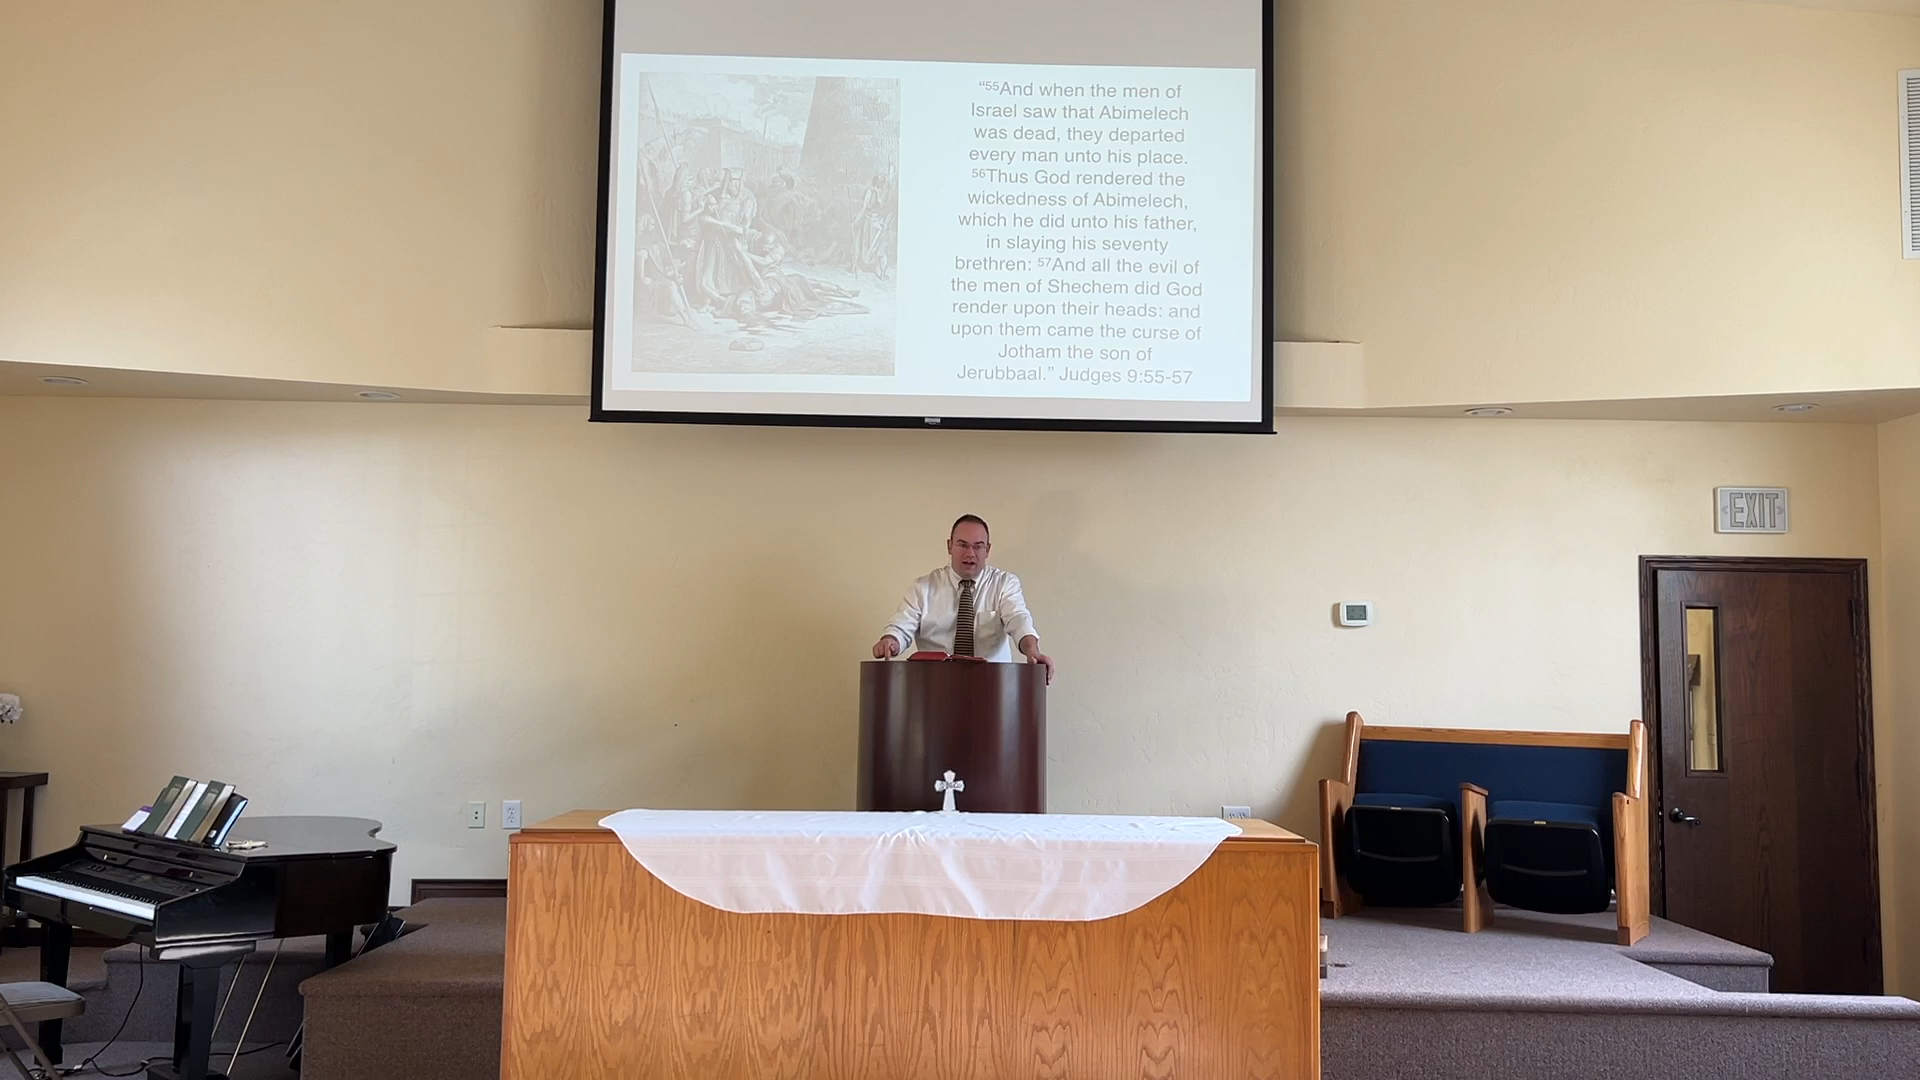 “⁵⁵And when the men of
Israel saw that Abimelech
was dead, they departed
every man unto his place.
⁵⁶Thus God rendered the
wickedness of Abimelech,
which he did unto his father,
in slaying his seventy
brethren: ⁵⁷And all the evil of
the men of Shechem did God
render upon their heads: and
upon them came the curse of
Jotham the son of
Jerubbaal.” Judges 9:55-57
EXIT